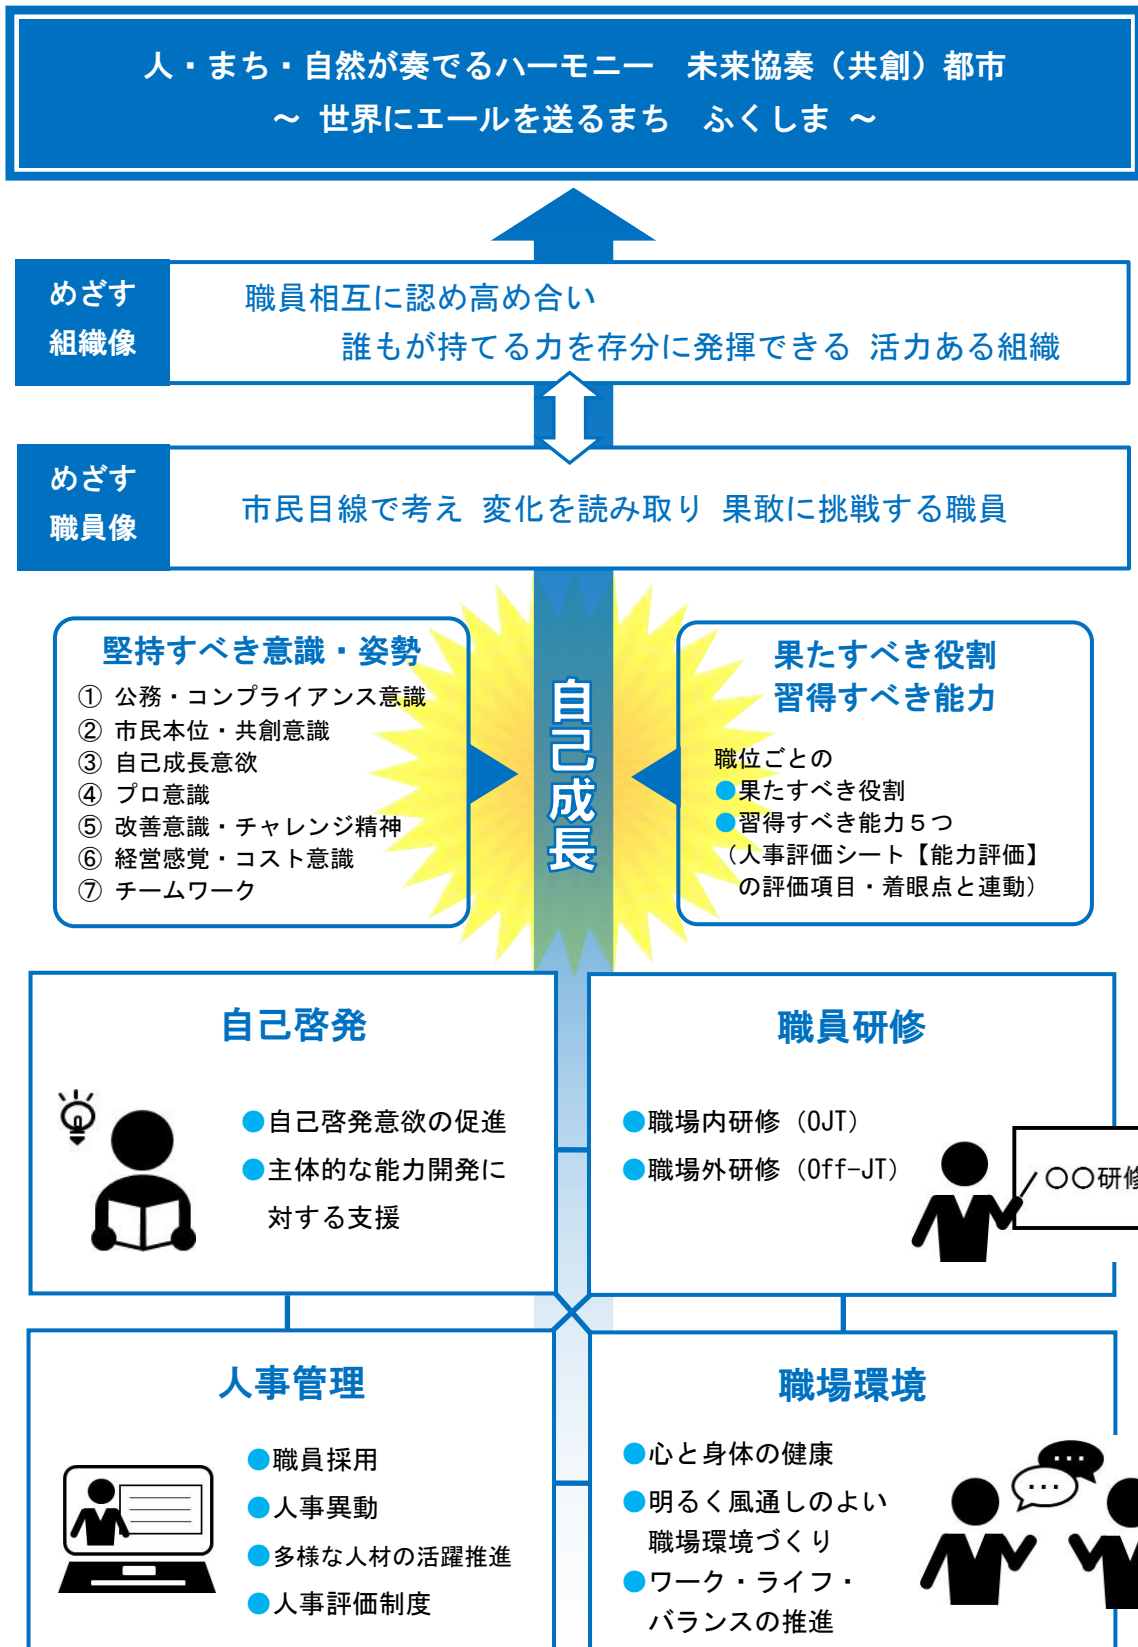 人・まち・自然が奏でるハーモニー　未来協奏（共創）都市
～ 世界にエールを送るまち　ふくしま ～
めざす
組織像
職員相互に認め高め合い
誰もが持てる力を存分に発揮できる 活力ある組織
めざす
職員像
市民目線で考え 変化を読み取り 果敢に挑戦する職員
堅持すべき意識・姿勢
① 公務・コンプライアンス意識
② 市民本位・共創意識
③ 自己成長意欲
④ プロ意識
⑤ 改善意識・チャレンジ精神
⑥ 経営感覚・コスト意識
⑦ チームワーク
自己成長
果たすべき役割
習得すべき能力
職位ごとの
●果たすべき役割
●習得すべき能力５つ
（人事評価シート【能力評価】
の評価項目・着眼点と連動）
自己啓発
●自己啓発意欲の促進
●主体的な能力開発に
対する支援
職員研修
●職場内研修（OJT）
●職場外研修（Off-JT）
〇〇研修
人事管理
●職員採用
●人事異動
●多様な人材の活躍推進
●人事評価制度
職場環境
●心と身体の健康
●明るく風通しのよい
職場環境づくり
●ワーク・ライフ・
バランスの推進